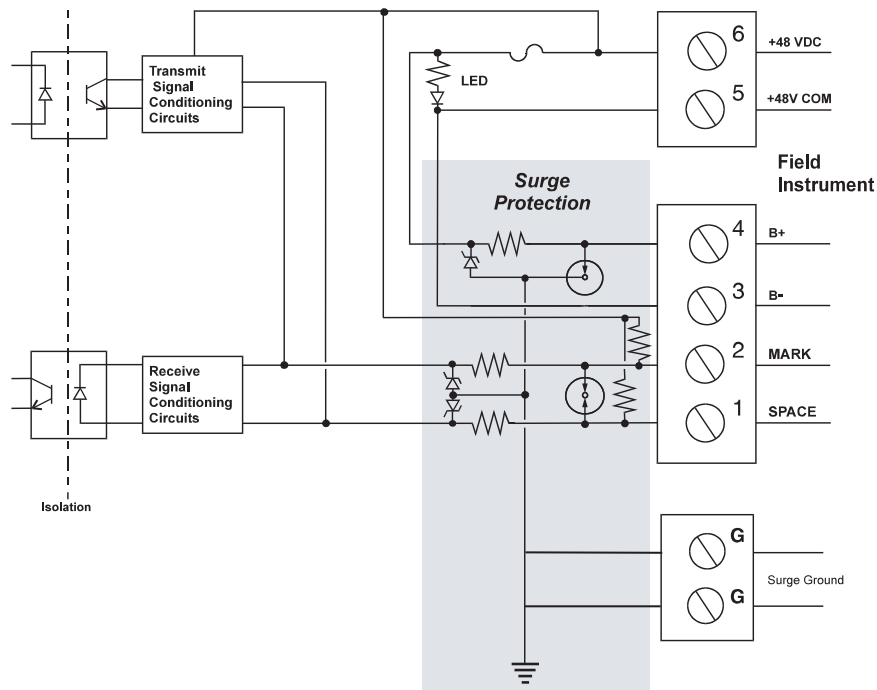 Transmit
Signal
Conditioning
Circuits
LED
6
+48 VDC
5
+48V COM
Field
Instrument
Surge
Protection
4
B+
3
B-
2
MARK
1
SPACE
Receive
Signal
Conditioning
Circuits
Isolation
G
Surge Ground
G